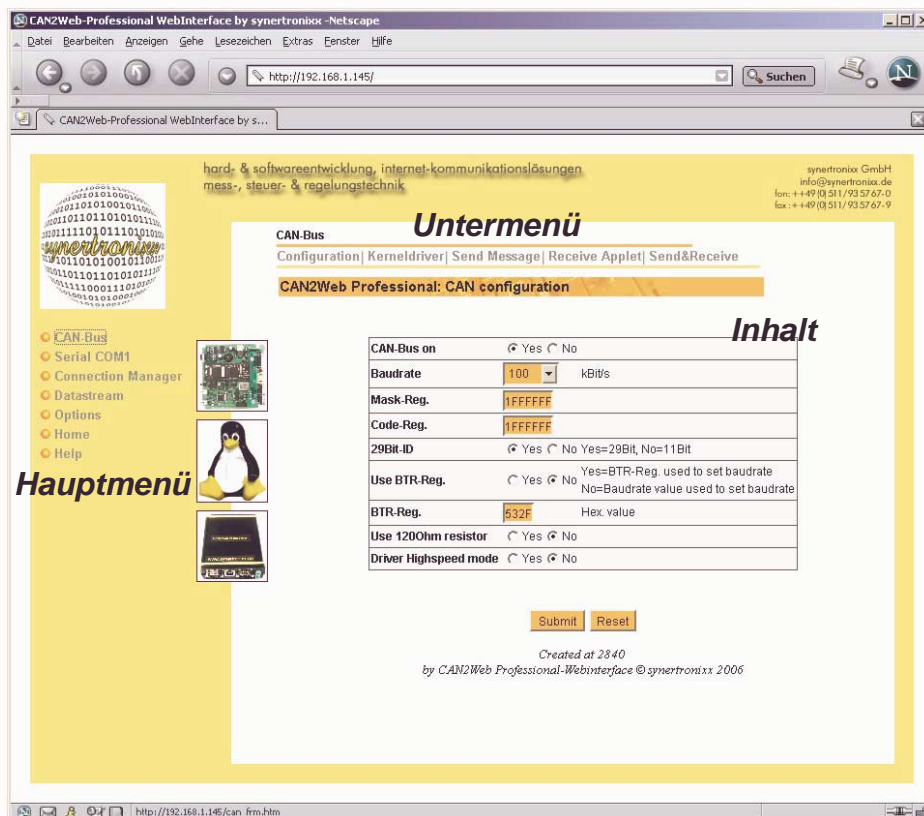 CAN2Web-Professional WebInterface by synertronixx -Netscape
Datei Bearbeiten Anzeigen Gehe Lesezeichen Extras Fenster Hilfe
http://192.168.1.145/
Suchen
N
CAN2Web-Professional WebInterface by s...
hard- & softwareentwicklung, internet-kommunikationslösungen
mess-, steuer- & regelungstechnik
synertronixx GmbH
info@synertronixx.de
fon: ++49(0)511/93 57 67-0
fax : ++49(0)511/93 57 67-9
synertronixx
CAN-Bus
Untermenü
Configuration| Kerneldriver| Send Message| Receive Applet| Send&Receive
CAN2Web Professional: CAN configuration
Inhalt
CAN-Bus
Serial COM1
Connection Manager
Datastream
Options
Home
Help
Hauptmenü
CAN-Bus on Yes No
Baudrate 100 kBit/s
Mask-Reg. 1FFFFFF
Code-Reg. 1FFFFFF
29Bit-ID Yes No Yes=29Bit, No=11Bit
Use BTR-Reg. Yes No Yes=BTR-Reg. used to set baudrate
No=Baudrate value used to set baudrate
BTR-Reg. 532F Hex. value
Use 120Ohm resistor Yes No
Driver Highspeed mode Yes No
Submit Reset
Created at 2840
by CAN2Web Professional-Webinterface © synertronixx 2006
http://192.168.1.145/can_frm.htm